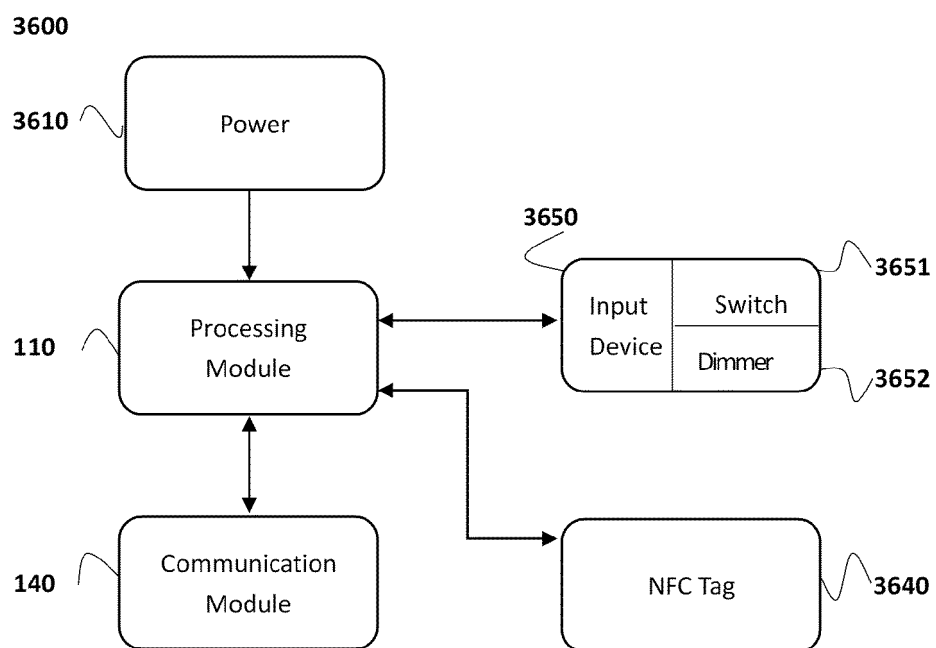 3600
3610
Power
3650
3651
Input
Device
Switch
Dimmer
3652
110
Processing
Module
140
Communication
Module
NFC Tag
3640